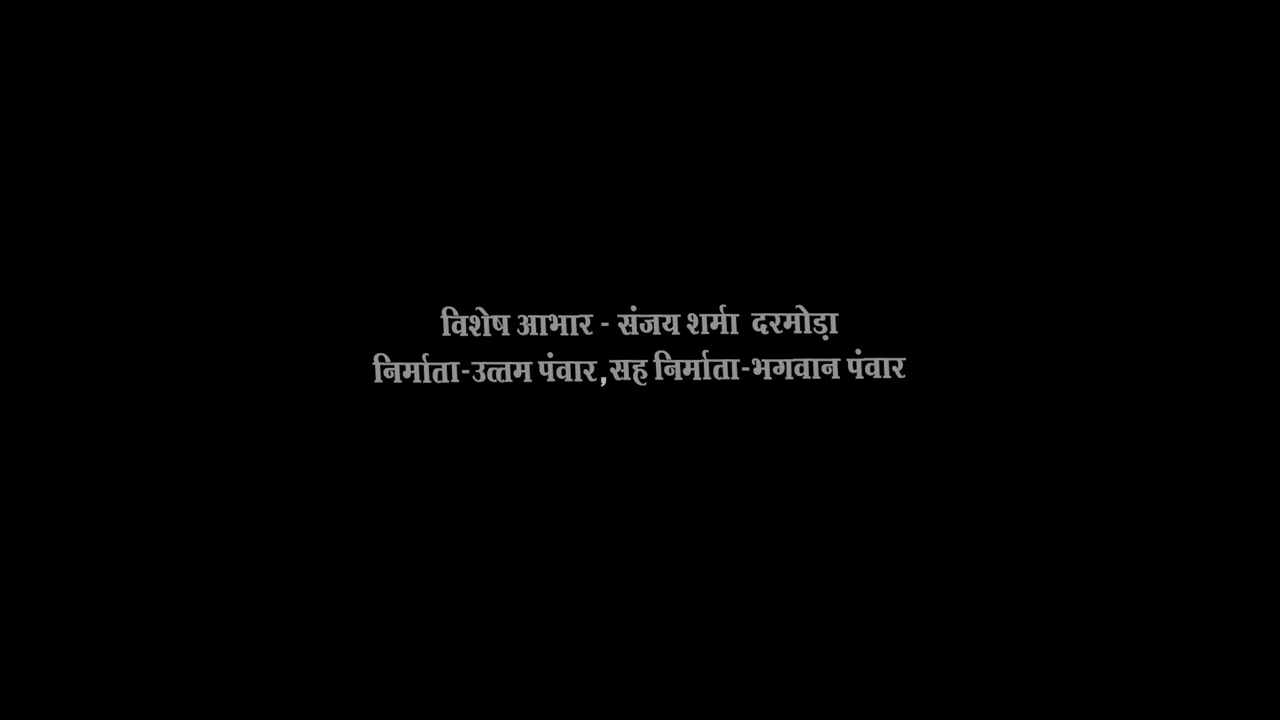 विशेष आभार - संजय शर्मा दरमोड़ा
निर्माता-उत्तम पंवार,सह निर्माता-भगवान पंवार